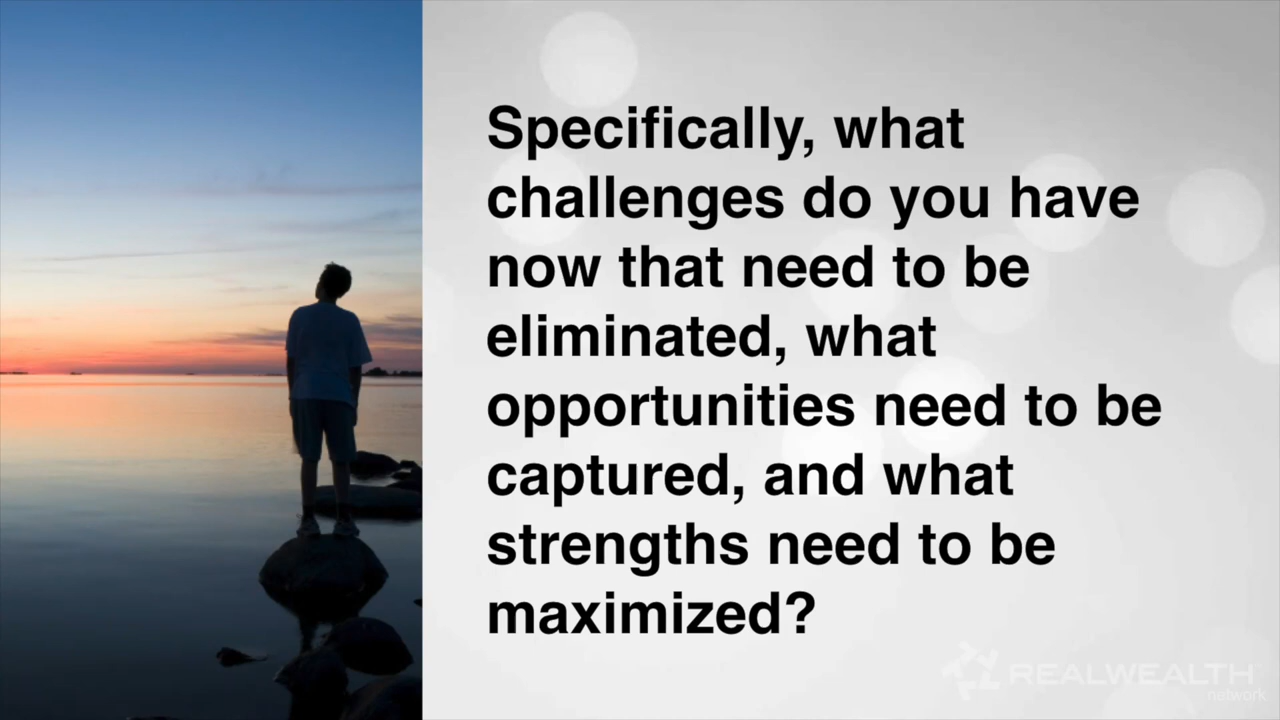 Specifically, what
challenges do you have
now that need to be
eliminated, what
opportunities need to be
captured, and what
strengths need to be
maximized?
REALWEALTH
network